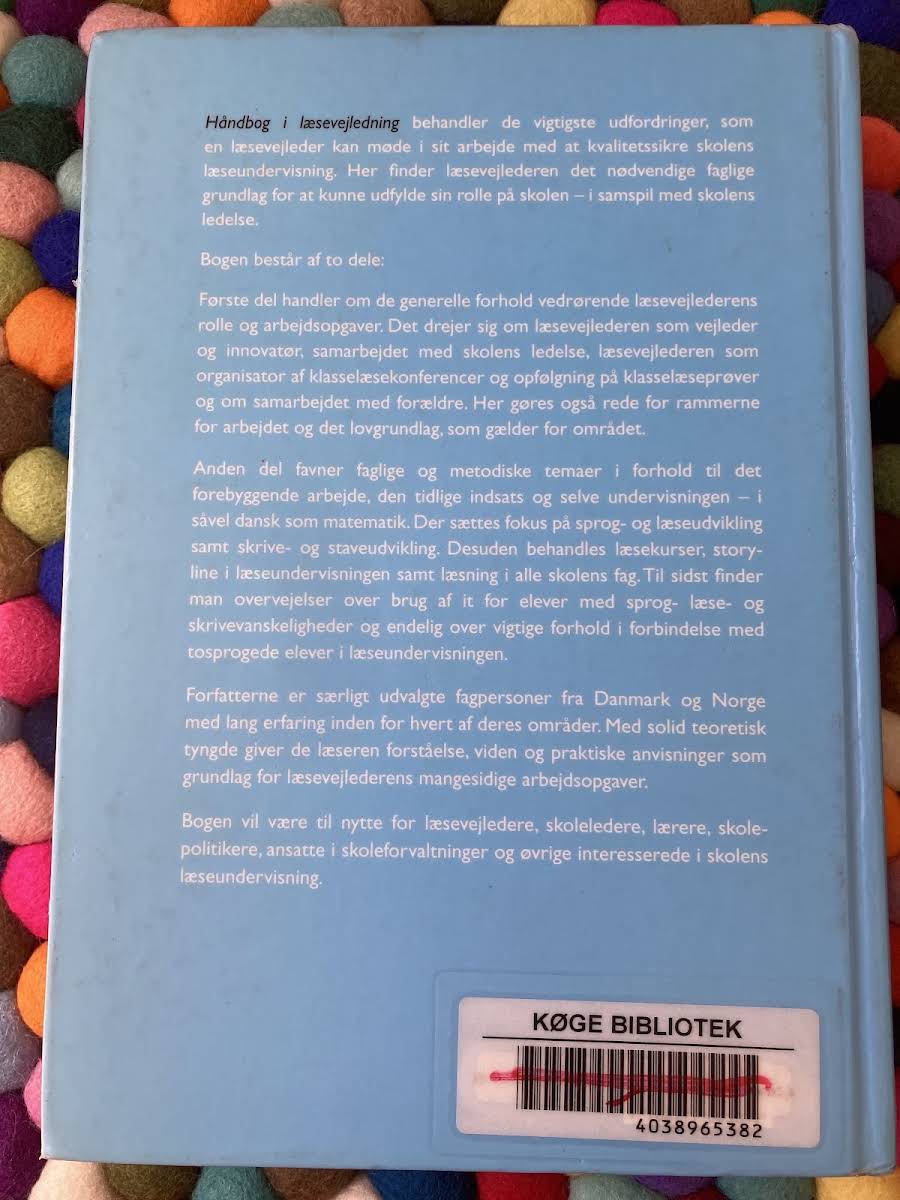 Håndbog i læsevejledning behandler de vigtigste udfordringer, som
en læsevejleder kan møde i sit arbejde med at kvalitetssikre skolens
læseundervisning. Her finder læsevejlederen det nødvendige faglige
grundlag for at kunne udfylde sin rolle på skolen – i samspil med skolens
ledelse.
Bogen består af to dele:
Første del handler om de generelle forhold vedrørende læsevejlederens
rolle og arbejdsopgaver. Det drejer sig om læsevejlederen som vejleder
og innovatør, samarbejdet med skolens ledelse, læsevejlederen som
organisator af klasselæsekonferencer og opfølgning på klasselæseprøver
og om samarbejdet med forældre. Her gøres også rede for rammerne
for arbejdet og det lovgrundlag, som gælder for området.
Anden del favner faglige og metodiske temaer i forhold til det
forebyggende arbejde, den tidlige indsats og selve undervisningen – i
såvel dansk som matematik. Der sættes fokus på sprog- og læseudvikling
samt skrive- og staveudvikling. Desuden behandles læsekurser, story-
line i læseundervisningen samt læsning i alle skolens fag. Til sidst finder
man overvejelser over brug af it for elever med sprog- læse- og
skrivevanskeligheder og endelig over vigtige forhold i forbindelse med
tosprogede elever i læseundervisningen.
Forfatterne er særligt udvalgte fagpersoner fra Danmark og Norge
med lang erfaring inden for hvert af deres områder. Med solid teoretisk
tyngde giver de læseren forståelse, viden og praktiske anvisninger som
grundlag for læsevejlederens mangesidige arbejdsopgaver.
Bogen vil være til nytte for læsevejledere, skoleledere, lærere, skole-
politikere, ansatte i skoleforvaltninger og øvrige interesserede i skolens
læseundervisning.
KØGE BIBLIOTEK
4038965382